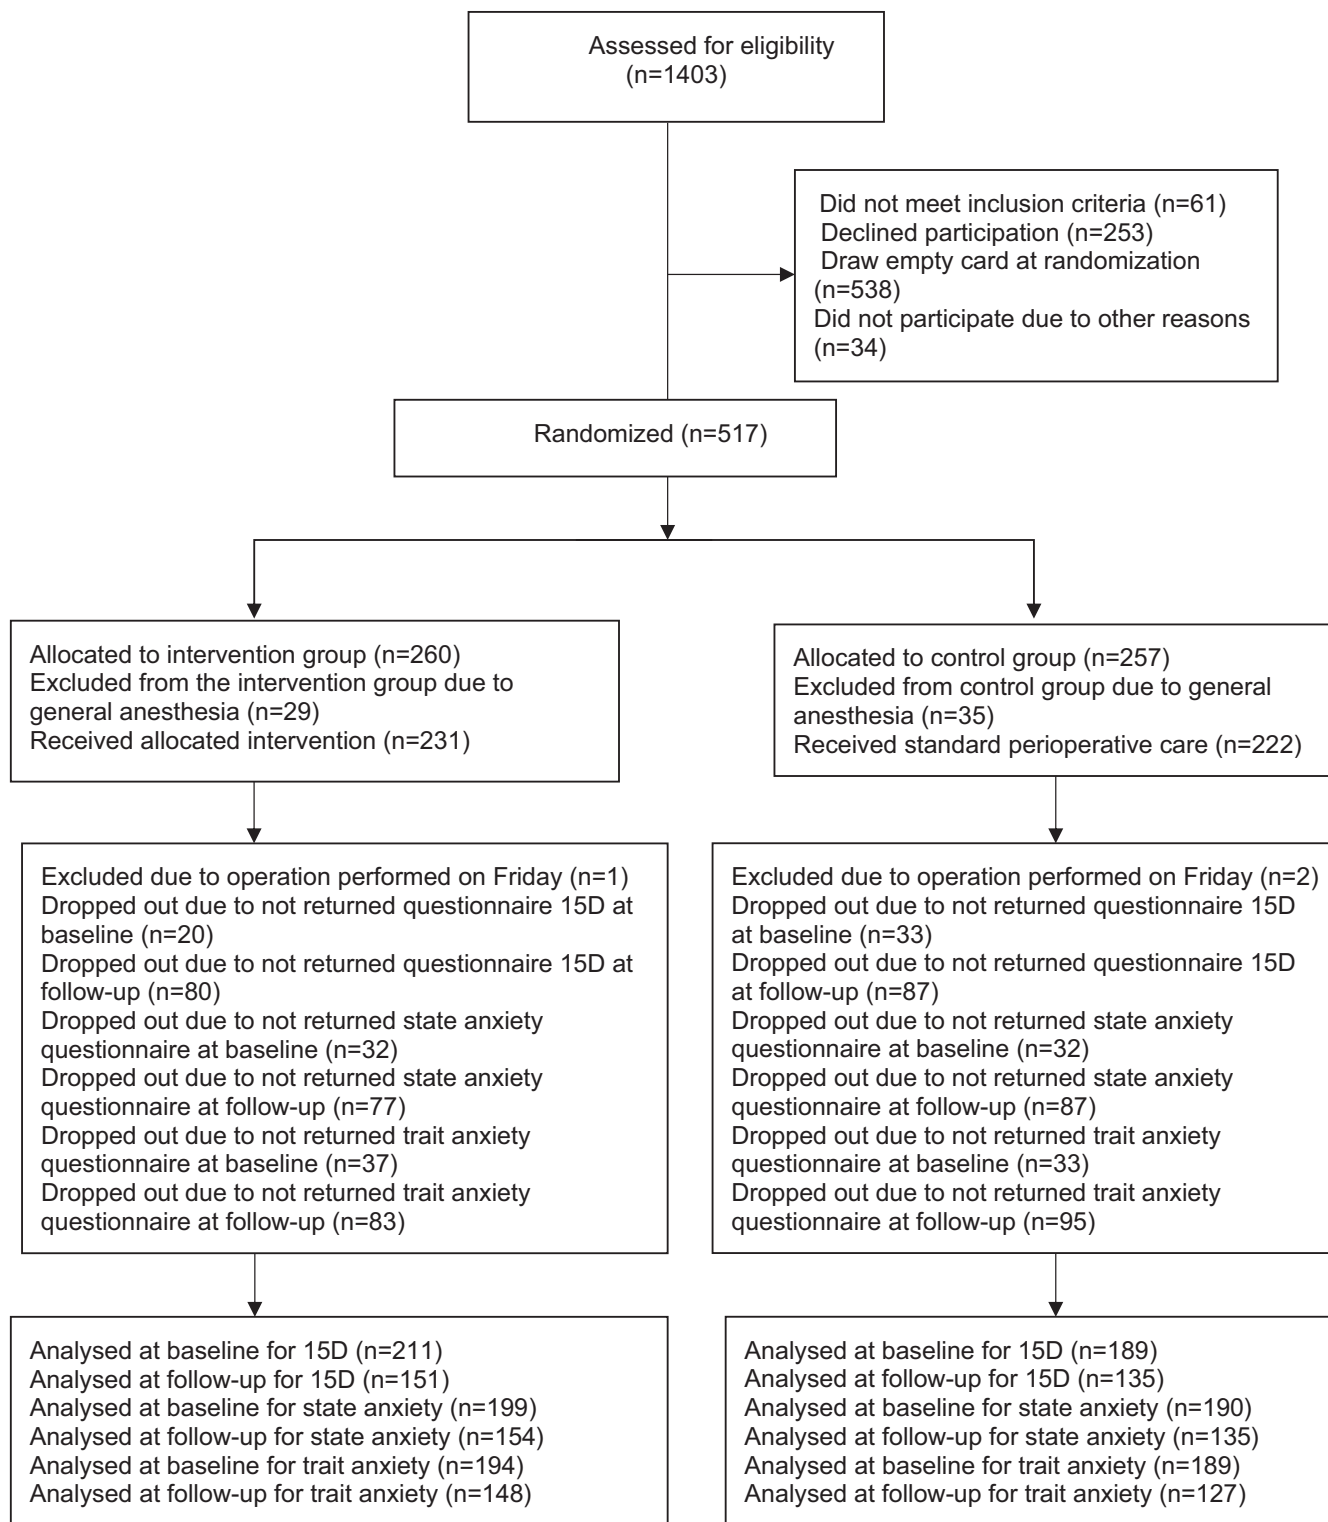 Assessed for eligibility
(n=1403)
Did not meet inclusion criteria (n=61)
Declined participation (n=253)
Draw empty card at randomization
(n=538)
Did not participate due to other reasons
(n=34)
Randomized (n=517)
Allocated to intervention group (n=260)
Excluded from the intervention group due to
general anesthesia (n=29)
Received allocated intervention (n=231)
Allocated to control group (n=257)
Excluded from control group due to general
anesthesia (n=35)
Received standard perioperative care (n=222)
Excluded due to operation performed on Friday (n=1)
Dropped out due to not returned questionnaire 15D at
baseline (n=20)
Dropped out due to not returned questionnaire 15D at
follow-up (n=80)
Dropped out due to not returned state anxiety
questionnaire at baseline (n=32)
Dropped out due to not returned state anxiety
questionnaire at follow-up (n=77)
Dropped out due to not returned trait anxiety
questionnaire at baseline (n=37)
Dropped out due to not returned trait anxiety
questionnaire at follow-up (n=83)
Excluded due to operation performed on Friday (n=2)
Dropped out due to not returned questionnaire 15D
at baseline (n=33)
Dropped out due to not returned questionnaire 15D
at follow-up (n=87)
Dropped out due to not returned state anxiety
questionnaire at baseline (n=32)
Dropped out due to not returned state anxiety
questionnaire at follow-up (n=87)
Dropped out due to not returned trait anxiety
questionnaire at baseline (n=33)
Dropped out due to not returned trait anxiety
questionnaire at follow-up (n=95)
Analysed at baseline for 15D (n=211)
Analysed at follow-up for 15D (n=151)
Analysed at baseline for state anxiety (n=199)
Analysed at follow-up for state anxiety (n=154)
Analysed at baseline for trait anxiety (n=194)
Analysed at follow-up for trait anxiety (n=148)
Analysed at baseline for 15D (n=189)
Analysed at follow-up for 15D (n=135)
Analysed at baseline for state anxiety (n=190)
Analysed at follow-up for state anxiety (n=135)
Analysed at baseline for trait anxiety (n=189)
Analysed at follow-up for trait anxiety (n=127)